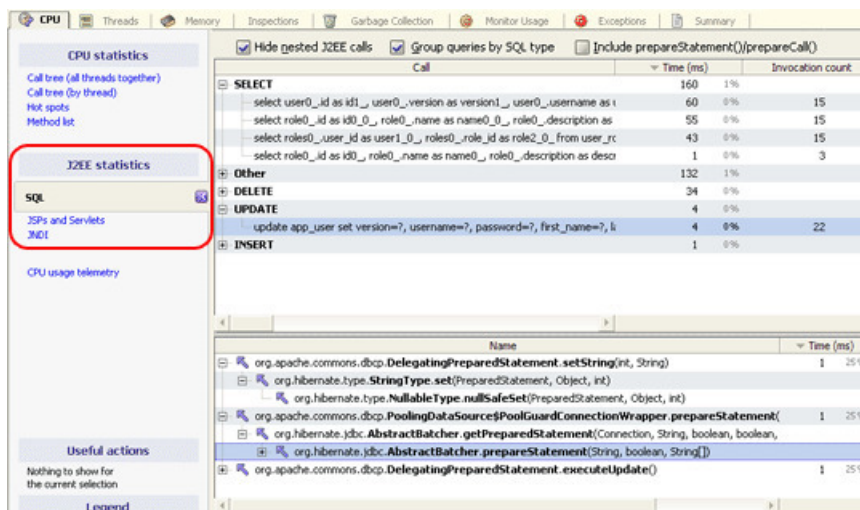 CPU Threads Memory Inspections Garbage Collection Monitor Usage Exceptions Summary
CPU statistics
Call tree (all threads together)
Call tree (by thread)
Hot spots
Method list
J2EE statistics
SQL
JSPs and Servlets
JNDI
CPU usage telemetry
Useful actions
Nothing to show for
the current selection
Legend
Hide nested J2EE calls Group queries by SQL type Include prepareStatement()/prepareCall()
Call Time (ms) Invocation count
SELECT 160 1%
select user0_.id as id1_, user0_.version as version1_, user0_.username as u 60 0% 15
select role0_.id as id0_0_, role0_.name as name0_0_, role0_.description as 55 0% 15
select roles0_.user_id as user1_0_, roles0_.role_id as role2_0_ from user_rc 43 0% 15
select role0_.id as id0_, role0_.name as name0_, role0_.description as descr 1 0% 3
Other 132 1%
DELETE 34 0%
UPDATE 4 0%
update app_user set version=?, username=?, password=?, first_name=?, la 4 0% 22
INSERT 1 0%
Name Time (ms)
org.apache.commons.dbcp.DelegatingPreparedStatement.setString(int, String) 1 25%
org.hibernate.type.StringType.set(PreparedStatement, Object, int)
org.hibernate.type.NullableType.nullSafeSet(PreparedStatement, Object, int)
org.apache.commons.dbcp.PoolingDataSource$PoolGuardConnectionWrapper.prepareStatement( 1 25%
org.hibernate.jdbc.AbstractBatcher.getPreparedStatement(Connection, String, boolean, boolean,
org.hibernate.jdbc.AbstractBatcher.prepareStatement(String, boolean, String[])
org.apache.commons.dbcp.DelegatingPreparedStatement.executeUpdate() 1 25%